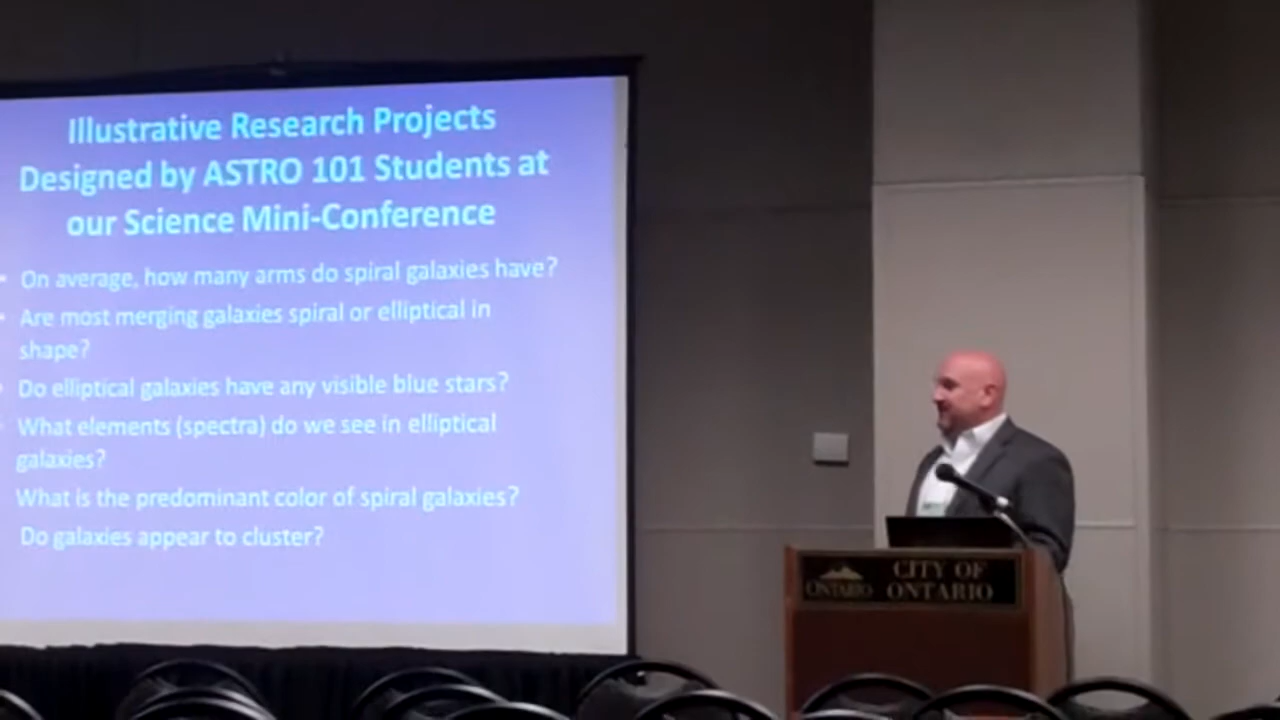 Illustrative Research Projects
Designed by ASTRO 101 Students at
our Science Mini-Conference
• On average, how many arms do spiral galaxies have?
• Are most merging galaxies spiral or elliptical in
shape?
• Do elliptical galaxies have any visible blue stars?
• What elements (spectra) do we see in elliptical
galaxies?
What is the predominant color of spiral galaxies?
Do galaxies appear to cluster?
ONTARIO
CITY OF
ONTARIO